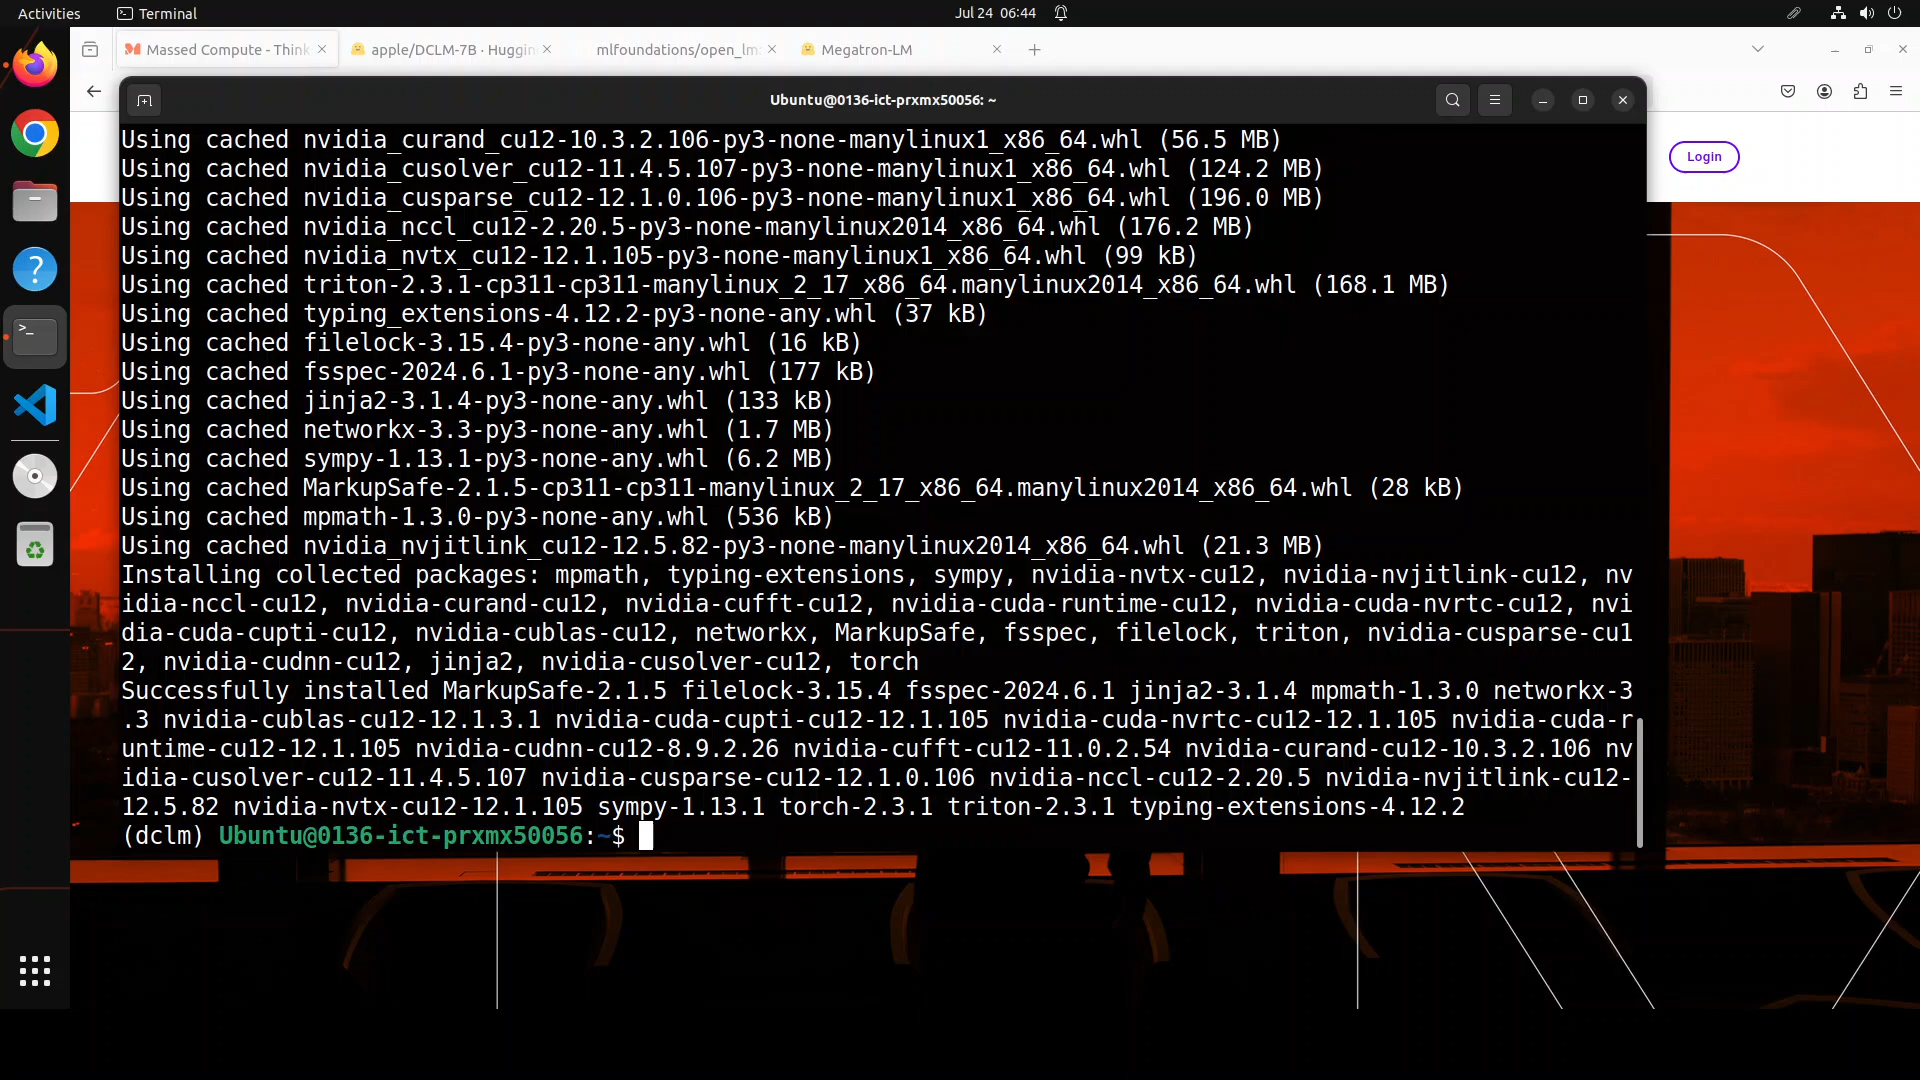 Activities
Terminal
Jul 24 06:44
Massed Compute - Think
apple/DCLM-7B · Huggin
mlfoundations/open_lm
Megatron-LM
Ubuntu@0136-ict-prxmx50056: ~
Login
Using cached nvidia_curand_cu12-10.3.2.106-py3-none-manylinux1_x86_64.whl (56.5 MB)
Using cached nvidia_cusolver_cu12-11.4.5.107-py3-none-manylinux1_x86_64.whl (124.2 MB)
Using cached nvidia_cusparse_cu12-12.1.0.106-py3-none-manylinux1_x86_64.whl (196.0 MB)
Using cached nvidia_nccl_cu12-2.20.5-py3-none-manylinux2014_x86_64.whl (176.2 MB)
Using cached nvidia_nvtx_cu12-12.1.105-py3-none-manylinux1_x86_64.whl (99 kB)
Using cached triton-2.3.1-cp311-cp311-manylinux_2_17_x86_64.manylinux2014_x86_64.whl (168.1 MB)
Using cached typing_extensions-4.12.2-py3-none-any.whl (37 kB)
Using cached filelock-3.15.4-py3-none-any.whl (16 kB)
Using cached fsspec-2024.6.1-py3-none-any.whl (177 kB)
Using cached jinja2-3.1.4-py3-none-any.whl (133 kB)
Using cached networkx-3.3-py3-none-any.whl (1.7 MB)
Using cached sympy-1.13.1-py3-none-any.whl (6.2 MB)
Using cached MarkupSafe-2.1.5-cp311-cp311-manylinux_2_17_x86_64.manylinux2014_x86_64.whl (28 kB)
Using cached mpmath-1.3.0-py3-none-any.whl (536 kB)
Using cached nvidia_nvjitlink_cu12-12.5.82-py3-none-manylinux2014_x86_64.whl (21.3 MB)
Installing collected packages: mpmath, typing-extensions, sympy, nvidia-nvtx-cu12, nvidia-nvjitlink-cu12, nv
idia-nccl-cu12, nvidia-curand-cu12, nvidia-cufft-cu12, nvidia-cuda-runtime-cu12, nvidia-cuda-nvrtc-cu12, nvi
dia-cuda-cupti-cu12, nvidia-cublas-cu12, networkx, MarkupSafe, fsspec, filelock, triton, nvidia-cusparse-cu1
2, nvidia-cudnn-cu12, jinja2, nvidia-cusolver-cu12, torch
Successfully installed MarkupSafe-2.1.5 filelock-3.15.4 fsspec-2024.6.1 jinja2-3.1.4 mpmath-1.3.0 networkx-3
.3 nvidia-cublas-cu12-12.1.3.1 nvidia-cuda-cupti-cu12-12.1.105 nvidia-cuda-nvrtc-cu12-12.1.105 nvidia-cuda-r
untime-cu12-12.1.105 nvidia-cudnn-cu12-8.9.2.26 nvidia-cufft-cu12-11.0.2.54 nvidia-curand-cu12-10.3.2.106 nv
idia-cusolver-cu12-11.4.5.107 nvidia-cusparse-cu12-12.1.0.106 nvidia-nccl-cu12-2.20.5 nvidia-nvjitlink-cu12-
12.5.82 nvidia-nvtx-cu12-12.1.105 sympy-1.13.1 torch-2.3.1 triton-2.3.1 typing-extensions-4.12.2
(dclm) Ubuntu@0136-ict-prxmx50056:~$